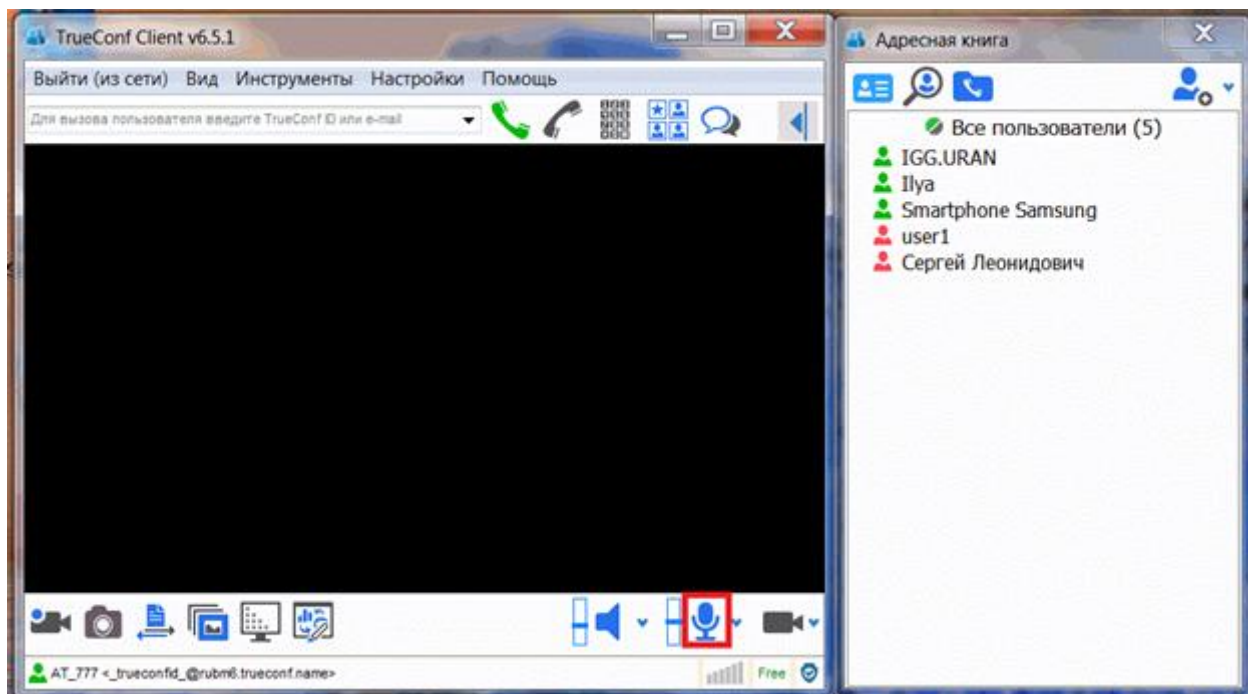 TrueConf Client v6.5.1
Выйти (из сети) Вид Инструменты Настройки Помощь
Для вызова пользователя введите TrueConf ID или e-mail
AT_777 <_trueconfid_@rubm6.trueconf.name>
Free
Адресная книга
Все пользователи (5)
IGG.URAN
Ilya
Smartphone Samsung
user1
Сергей Леонидович